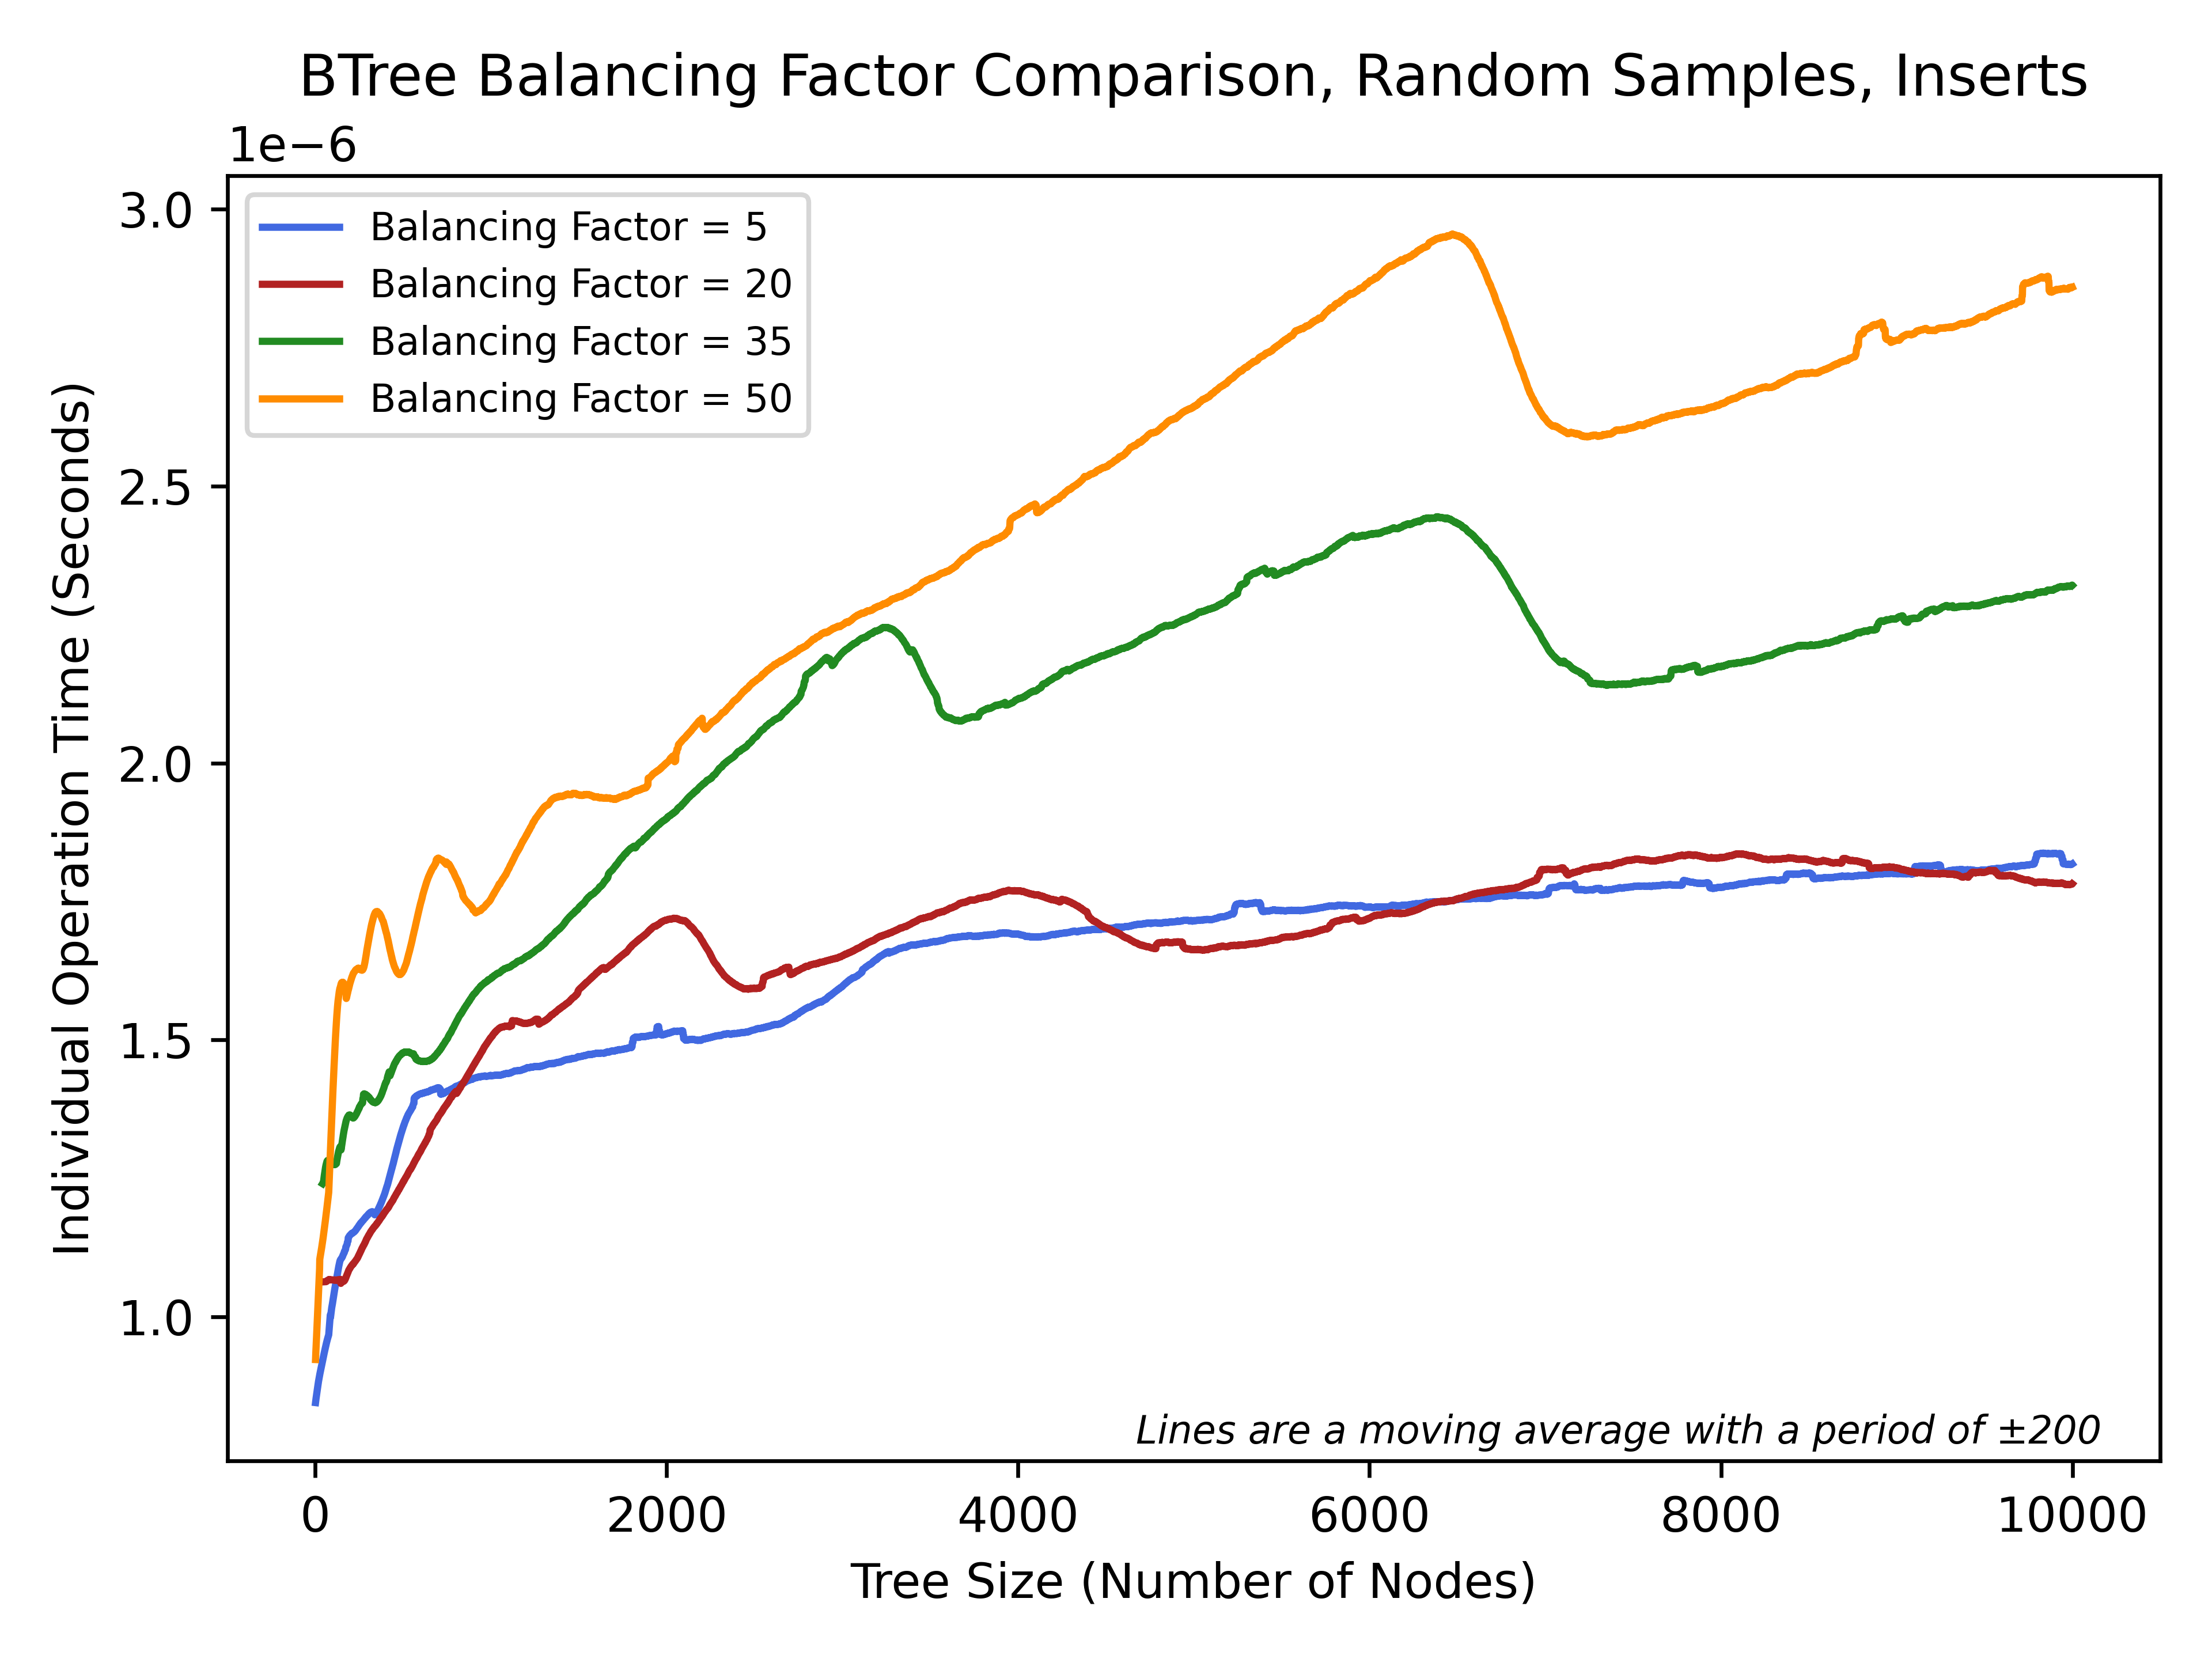 BTree Balancing Factor Comparison, Random Samples, Inserts
1e−6
3.0
2.5
2.0
1.5
1.0
Individual Operation Time (Seconds)
Balancing Factor = 5
Balancing Factor = 20
Balancing Factor = 35
Balancing Factor = 50
Lines are a moving average with a period of ±200
0 2000 4000 6000 8000 10000
Tree Size (Number of Nodes)